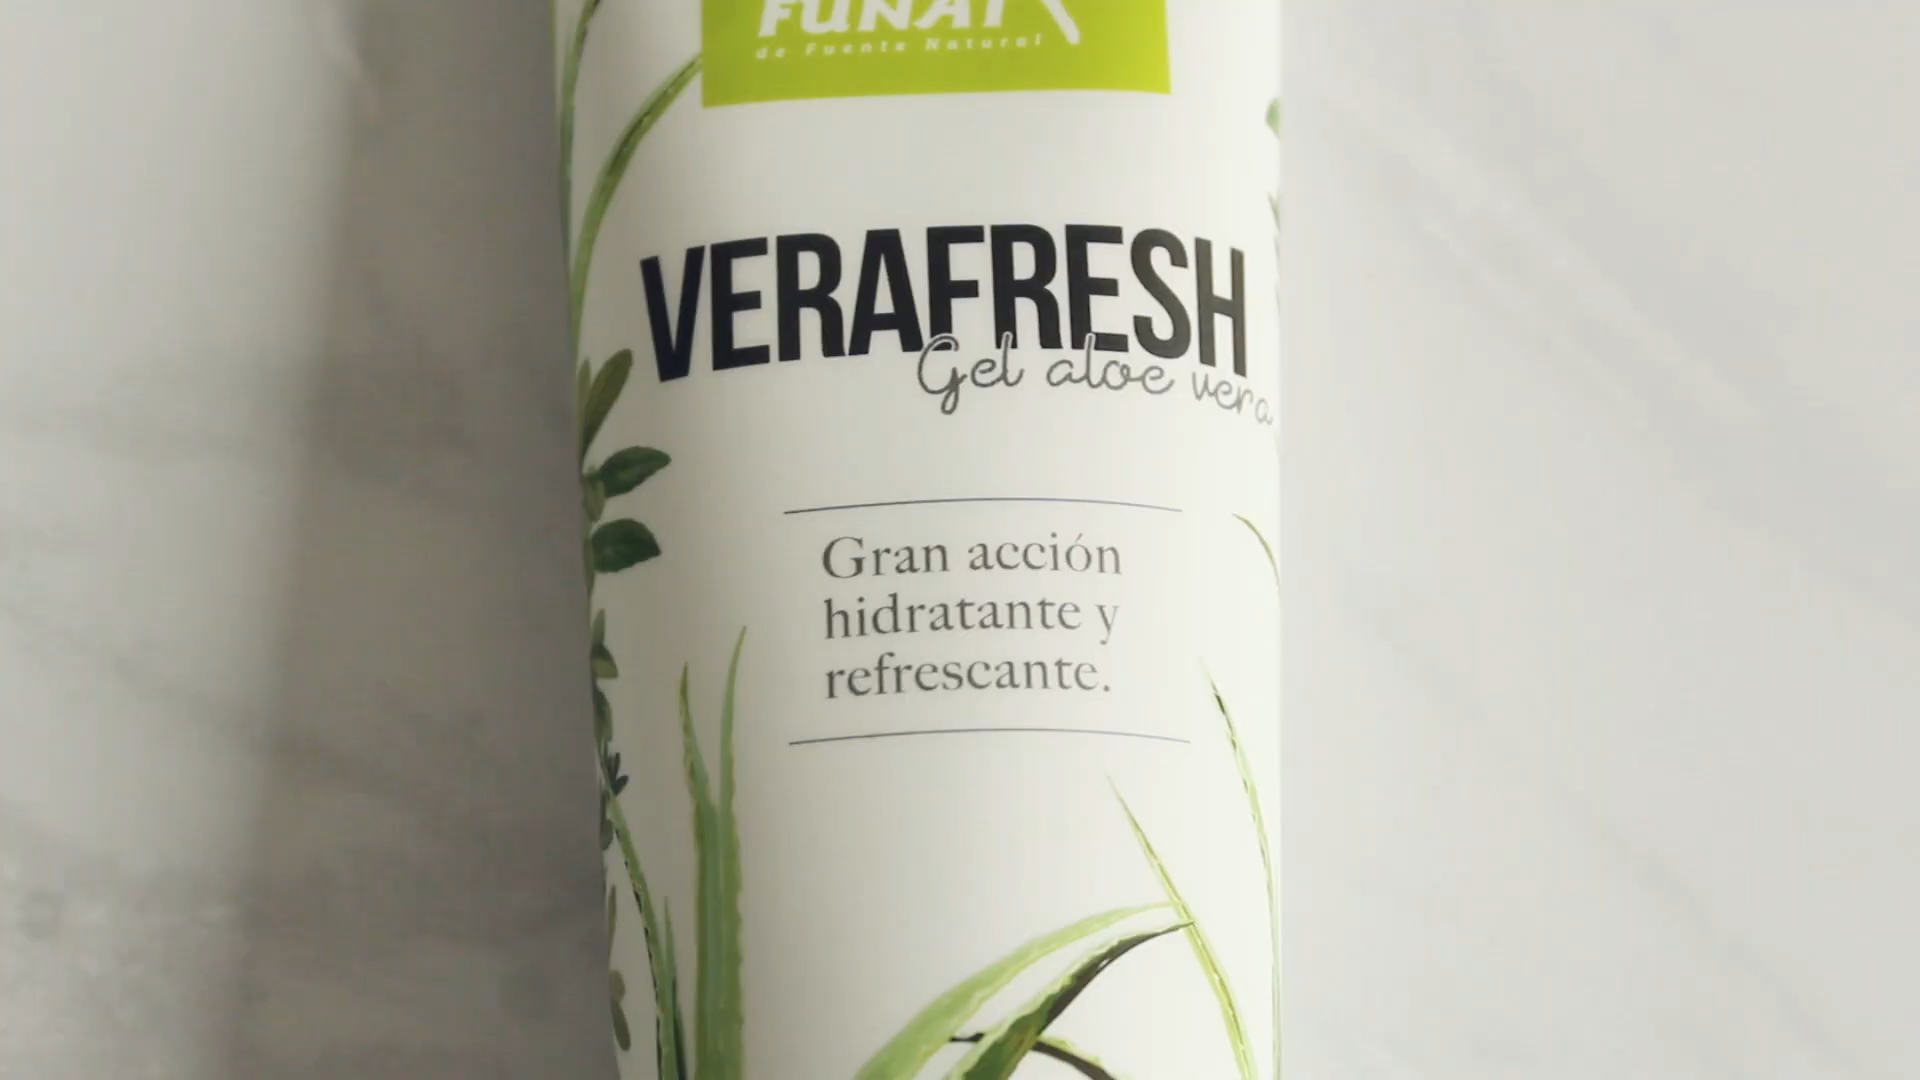 FUNAT
de Fuente Natural
VERAFRESH
Gel aloe vera
Gran acción
hidratante y
refrescante.